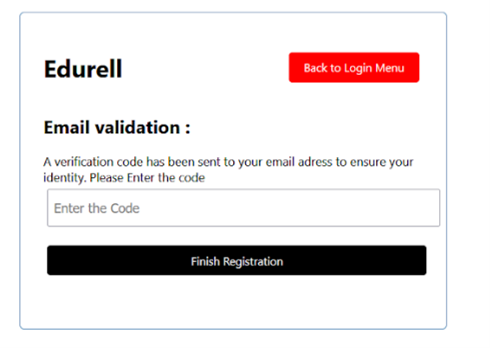 Edurell
Back to Login Menu
Email validation :
A verification code has been sent to your email adress to ensure your
identity. Please Enter the code
Enter the Code
Finish Registration